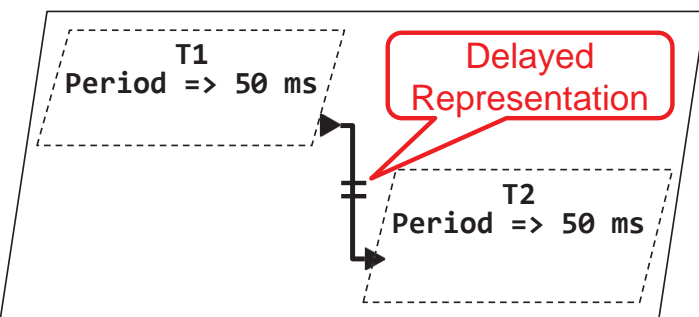 T1
Period => 50 ms
Delayed
Representation
T2
Period => 50 ms